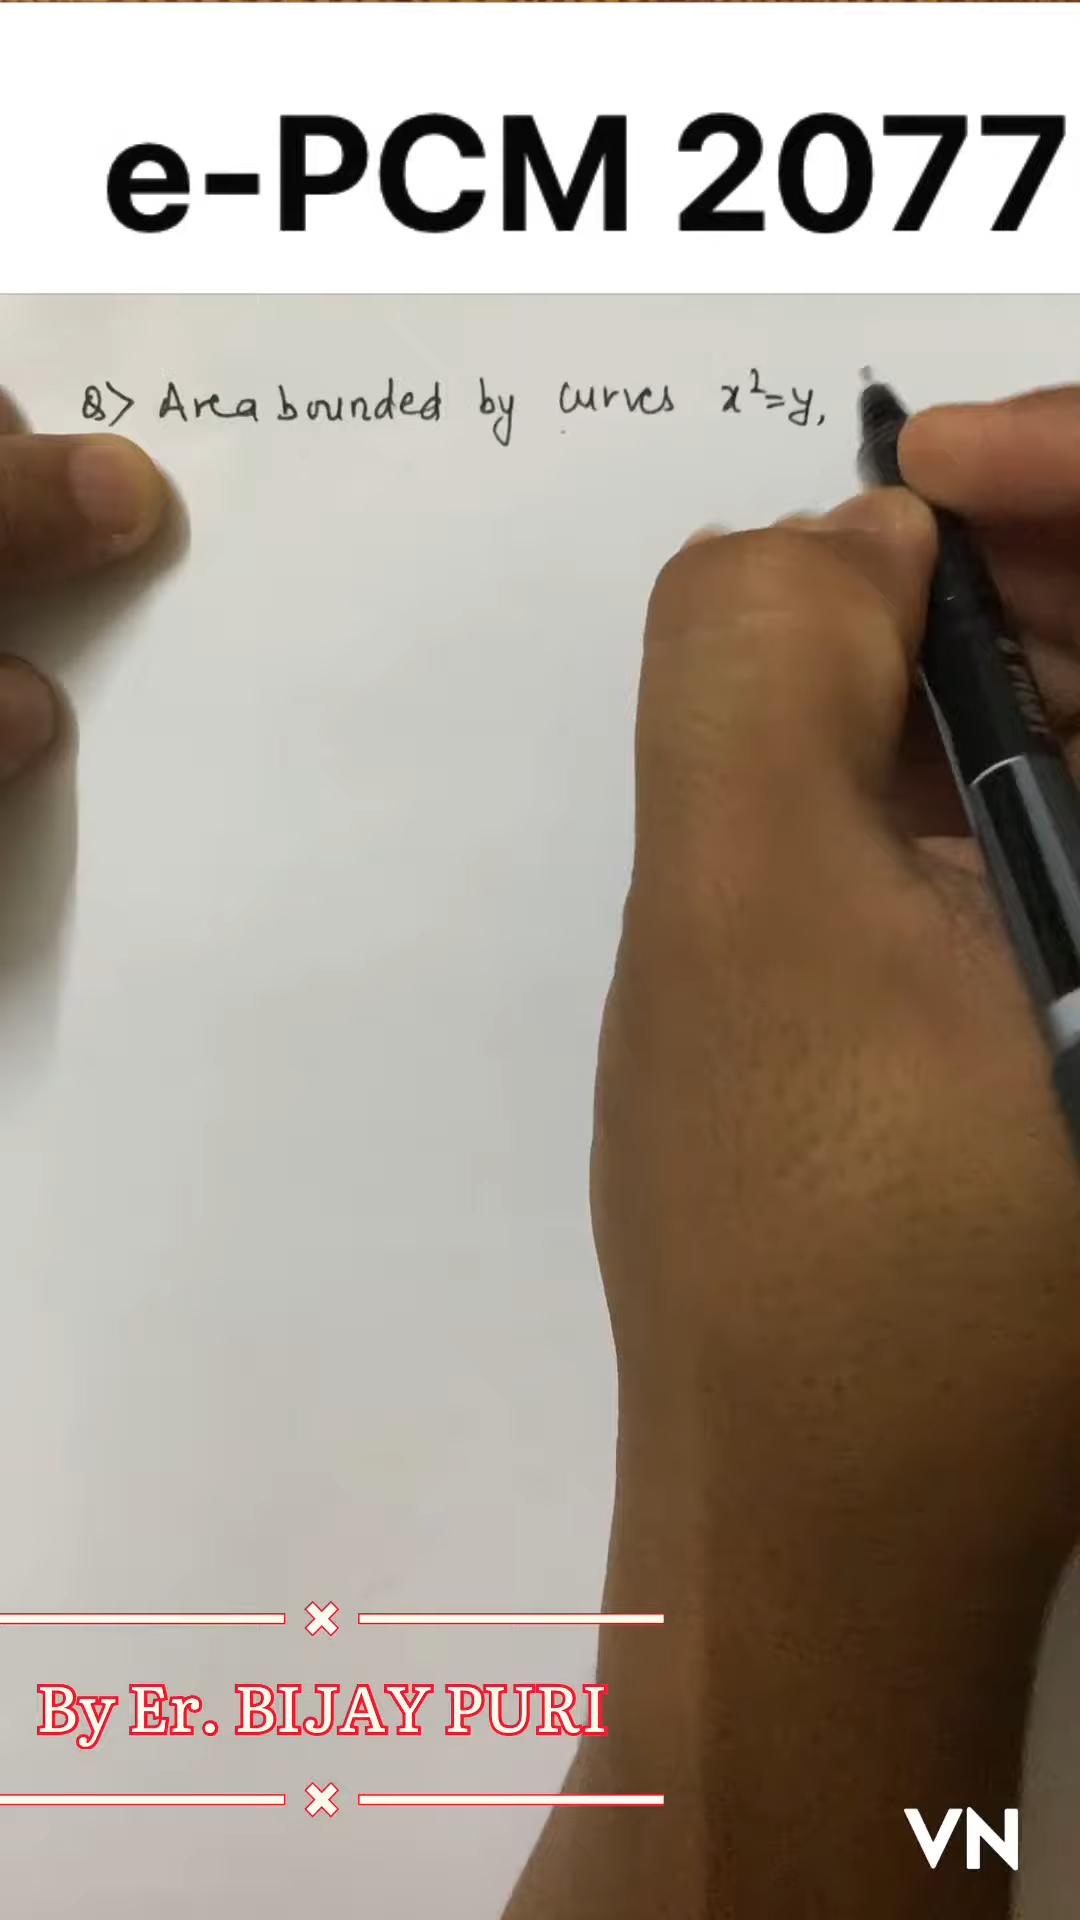 e-PCM 2077
Q> Area bounded by curves x²=y,
By Er. BIJAY PURI
VN